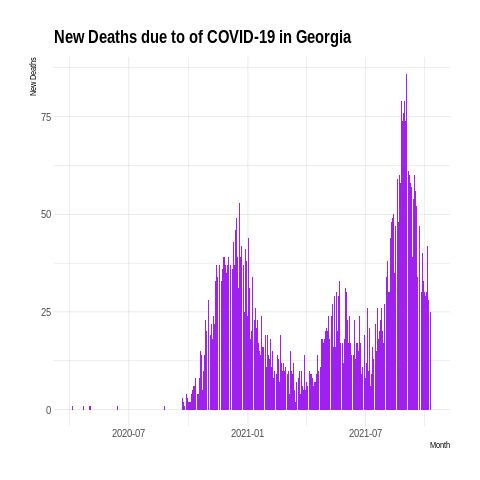 New Deaths due to of COVID-19 in Georgia
New Deaths
75
50
25
0
2020-07
2021-01
2021-07
Month